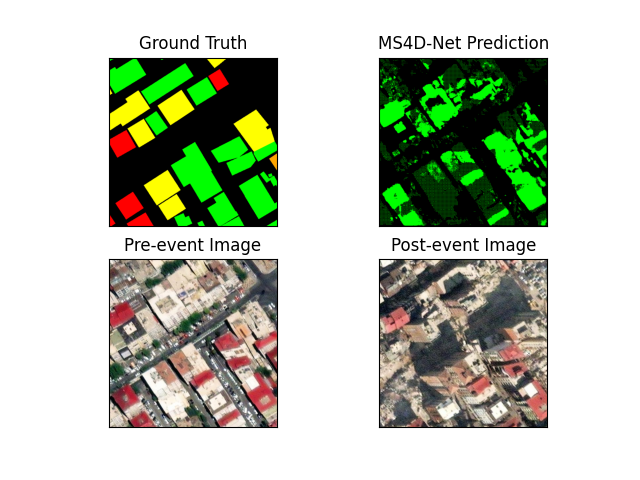 Ground Truth
MS4D-Net Prediction
Pre-event Image
Post-event Image